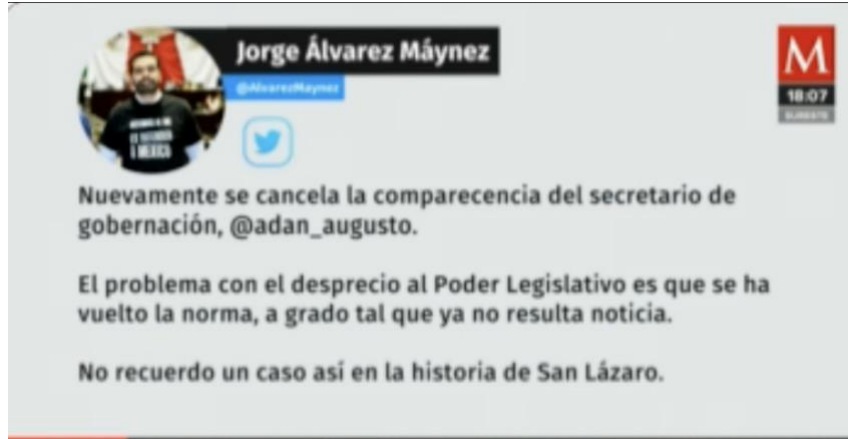 Jorge Álvarez Máynez
@AlvarezMaynez
M
18:07
Nuevamente se cancela la comparecencia del secretario de
gobernación, @adan_augusto.
El problema con el desprecio al Poder Legislativo es que se ha
vuelto la norma, a grado tal que ya no resulta noticia.
No recuerdo un caso así en la historia de San Lázaro.